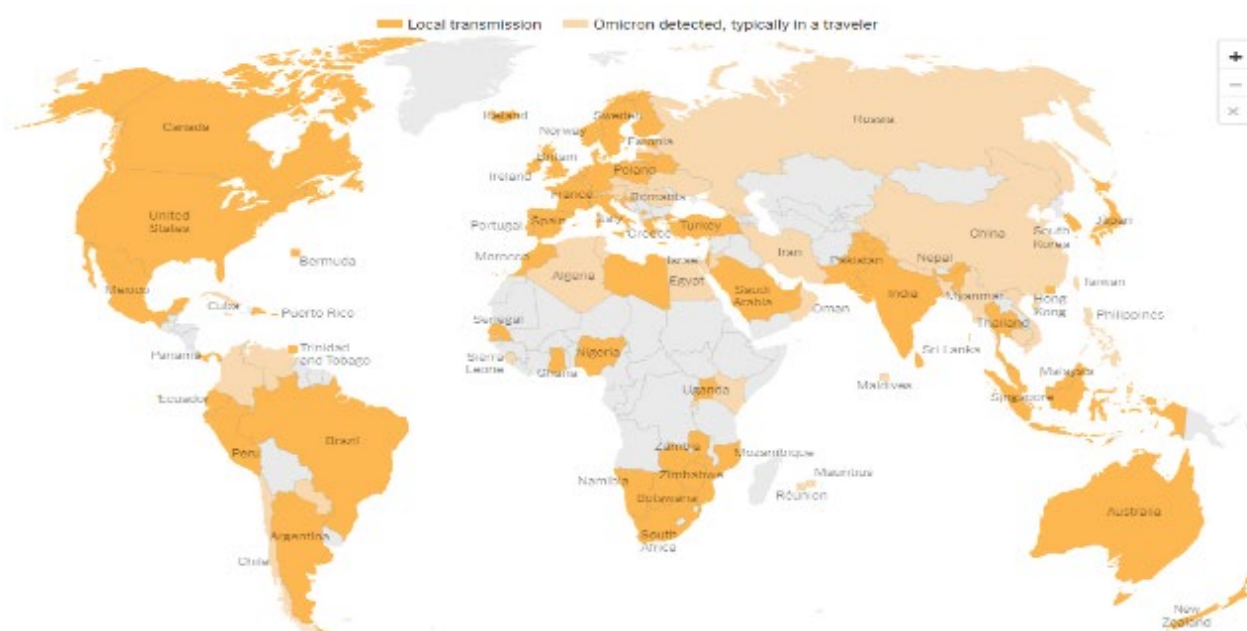 Local transmission
Omicron detected, typically in a traveler
+
−
×
Iceland
Sweden
Norway
Russia
Canada
Estonia
Britain
Poland
Ireland
France
Romania
United
States
Portugal
Spain
Italy
Greece
Turkey
China
South
Korea
Japan
Bermuda
Morocco
Algeria
Israel
Egypt
Iran
Pakistan
Nepal
Mexico
Cuba
Puerto Rico
Saudi
Arabia
Oman
India
Myanmar
Taiwan
Hong
Kong
Senegal
Thailand
Philippines
Panama
Trinidad
and Tobago
Sierra
Leone
Ghana
Nigeria
Sri Lanka
Maldives
Malaysia
Singapore
Ecuador
Uganda
Peru
Brazil
Zambia
Mozambique
Namibia
Zimbabwe
Mauritius
Botswana
Réunion
Australia
Argentina
South
Africa
Chile
New
Zealand